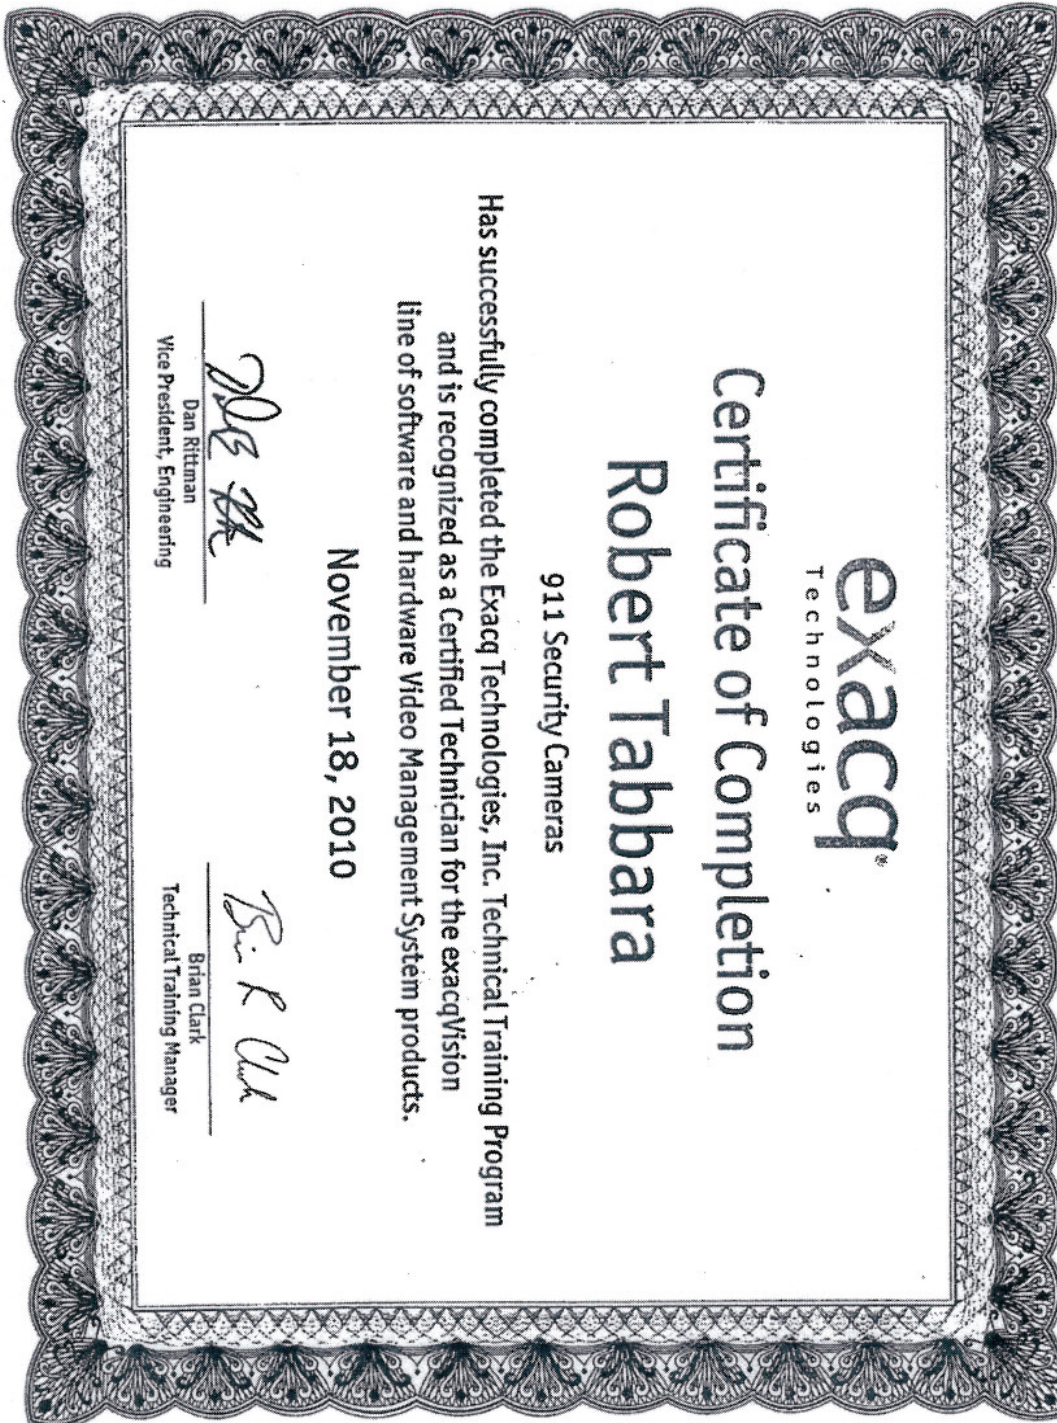 exacq®
Technologies
Certificate of Completion
Robert Tabbara
911 Security Cameras
Has successfully completed the Exacq Technologies, Inc. Technical Training Program
and is recognized as a Certified Technician for the exacqVision
line of software and hardware Video Management System products.
November 18, 2010
Dan Rittman
Vice President, Engineering
Brian R Clark
Brian Clark
Technical Training Manager